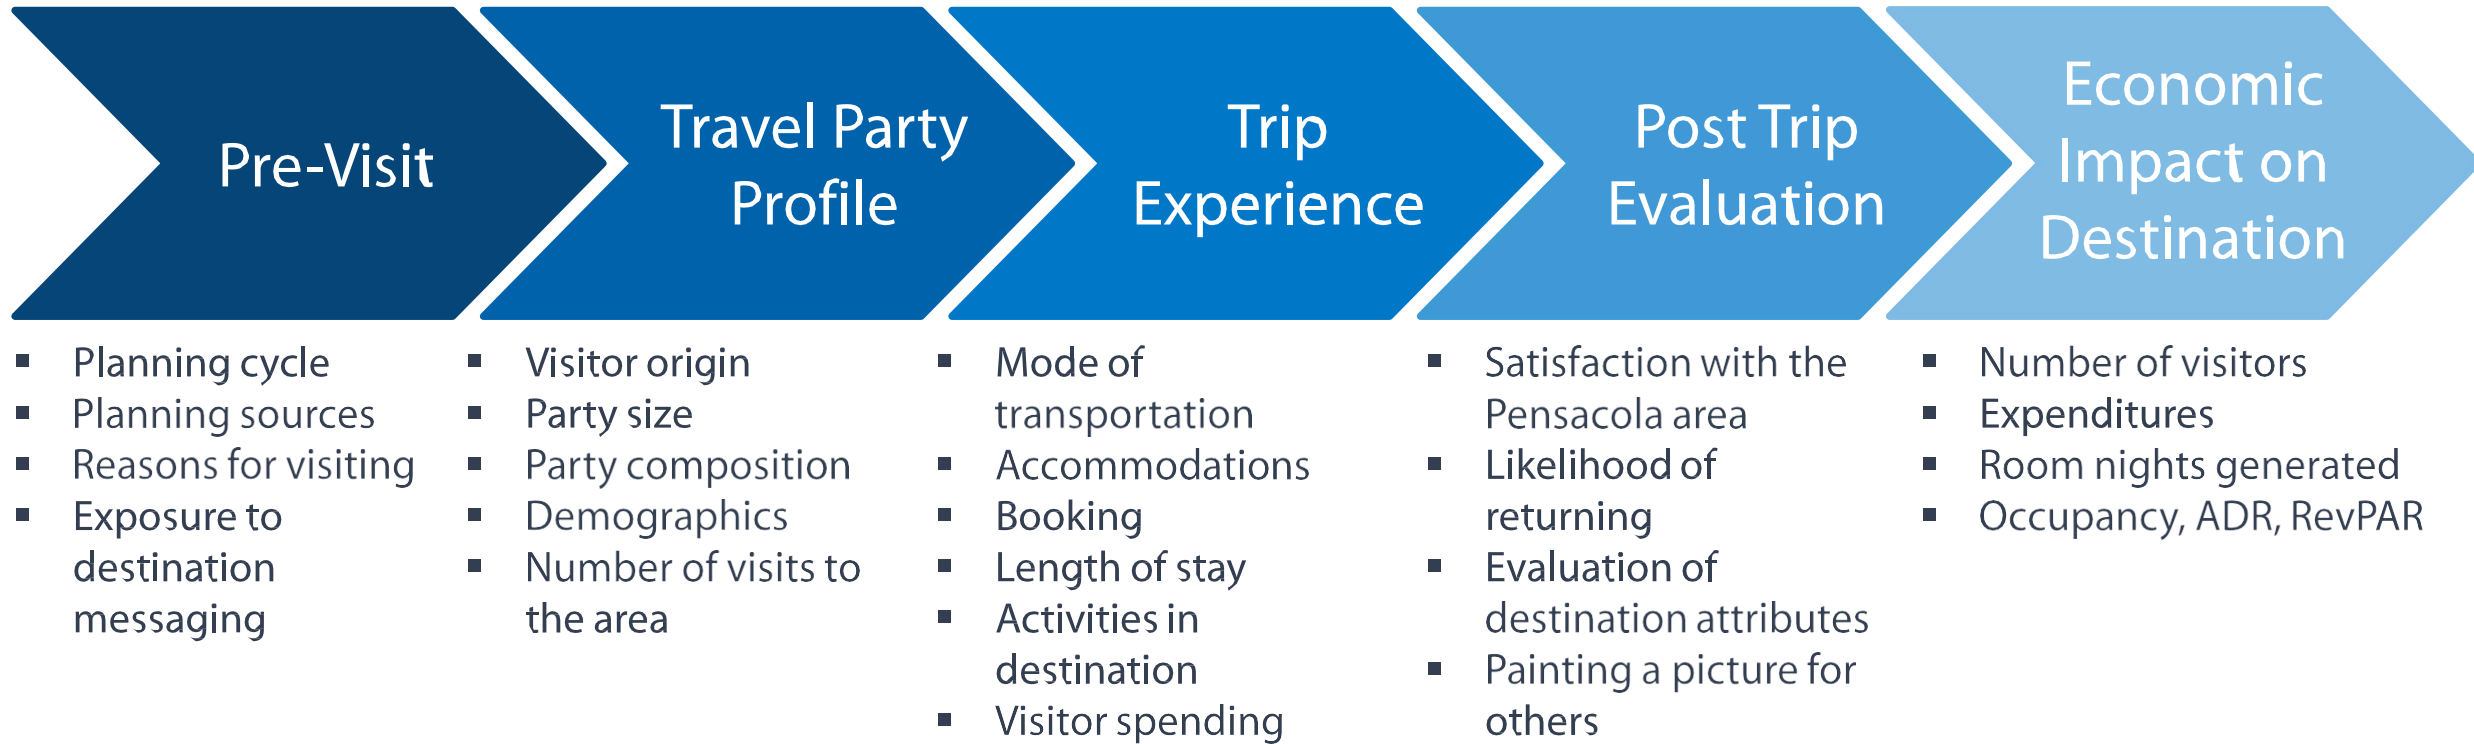 Pre-Visit
▪ Planning cycle
▪ Planning sources
▪ Reasons for visiting
▪ Exposure to
destination
messaging
Travel Party
Profile
▪ Visitor origin
▪ Party size
▪ Party composition
▪ Demographics
▪ Number of visits to
the area
Trip
Experience
▪ Mode of
transportation
▪ Accommodations
▪ Booking
▪ Length of stay
▪ Activities in
destination
▪ Visitor spending
Post Trip
Evaluation
▪ Satisfaction with the
Pensacola area
▪ Likelihood of
returning
▪ Evaluation of
destination attributes
▪ Painting a picture for
others
Economic
Impact on
Destination
▪ Number of visitors
▪ Expenditures
▪ Room nights generated
▪ Occupancy, ADR, RevPAR